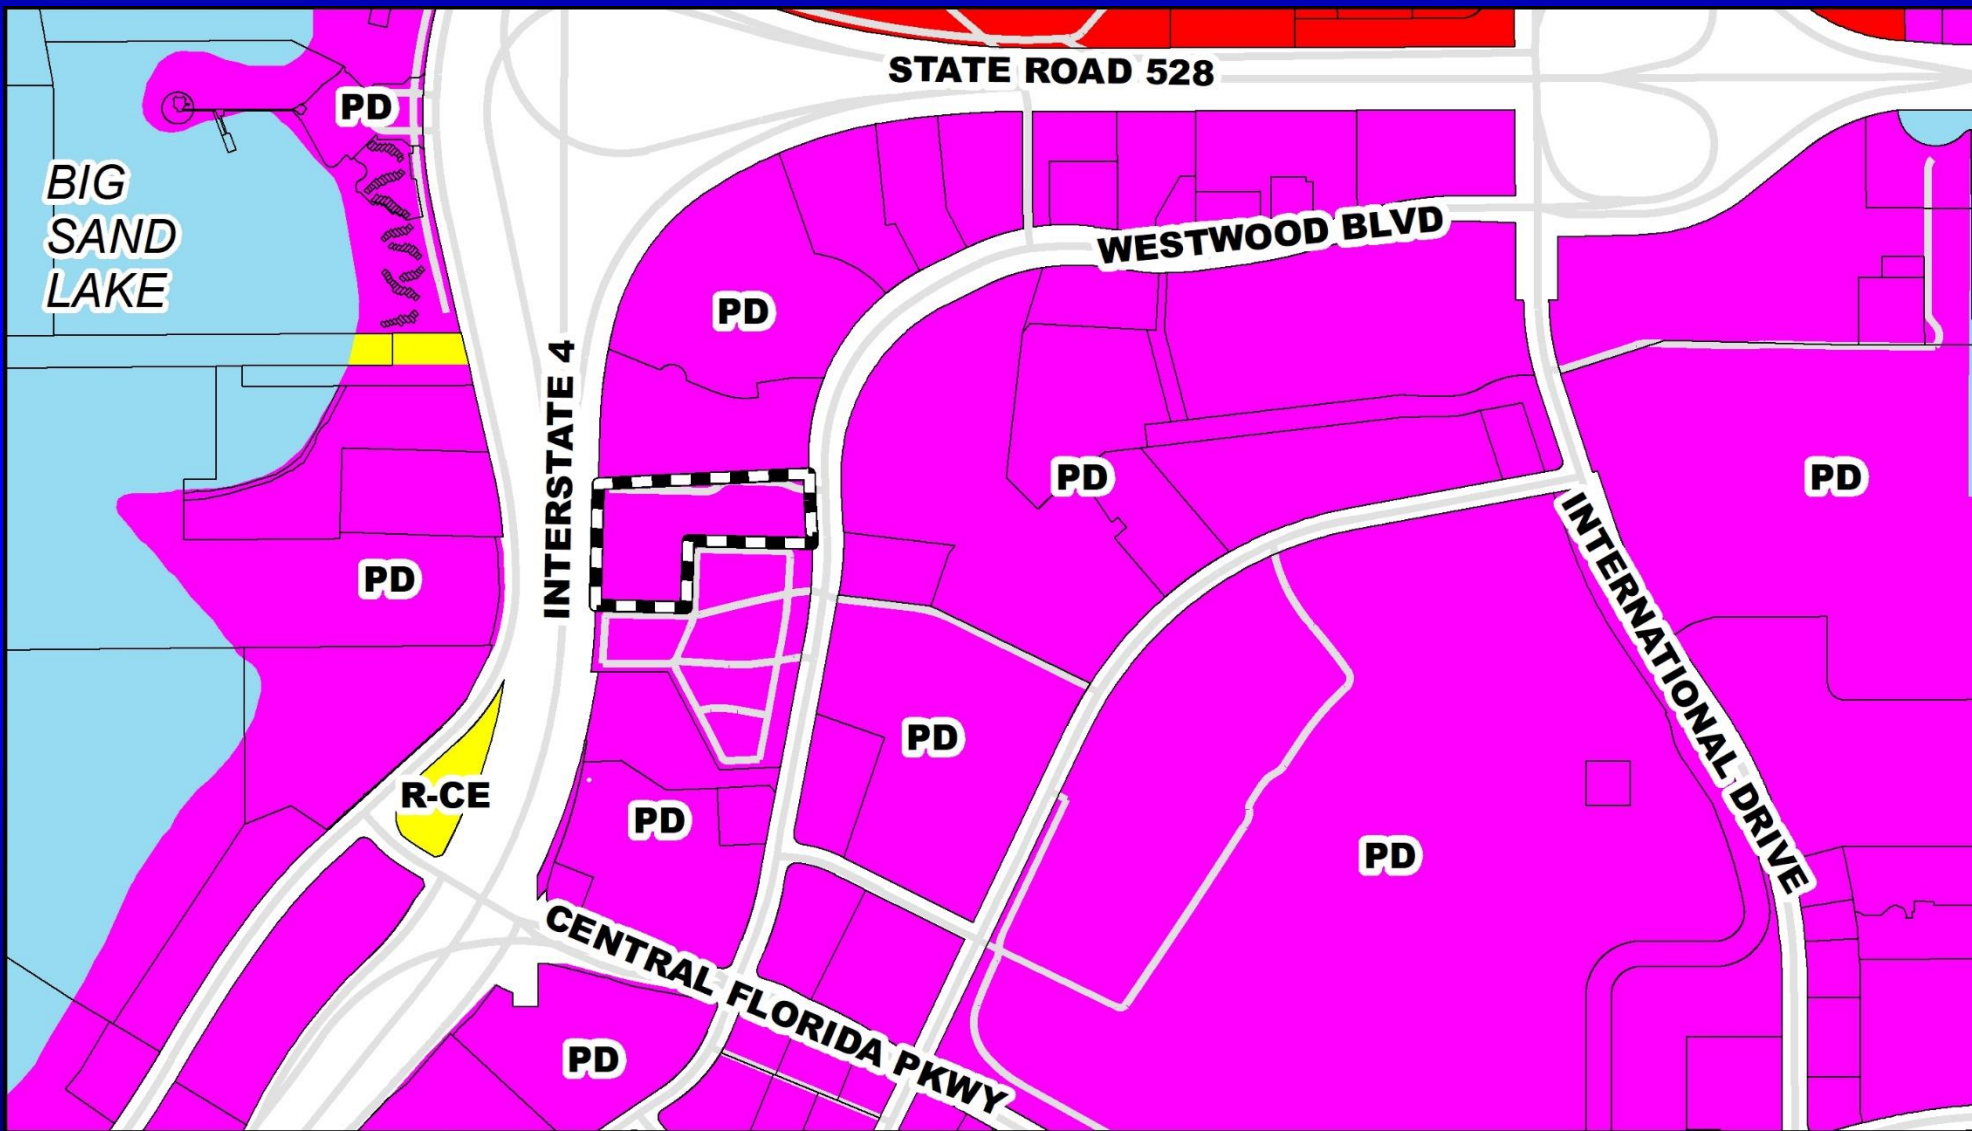 STATE ROAD 528
PD
BIG
SAND
LAKE
WESTWOOD BLVD
PD
INTERSTATE 4
PD
PD
INTERNATIONAL DRIVE
PD
PD
R-CE
PD
PD
CENTRAL FLORIDA PKWY
PD